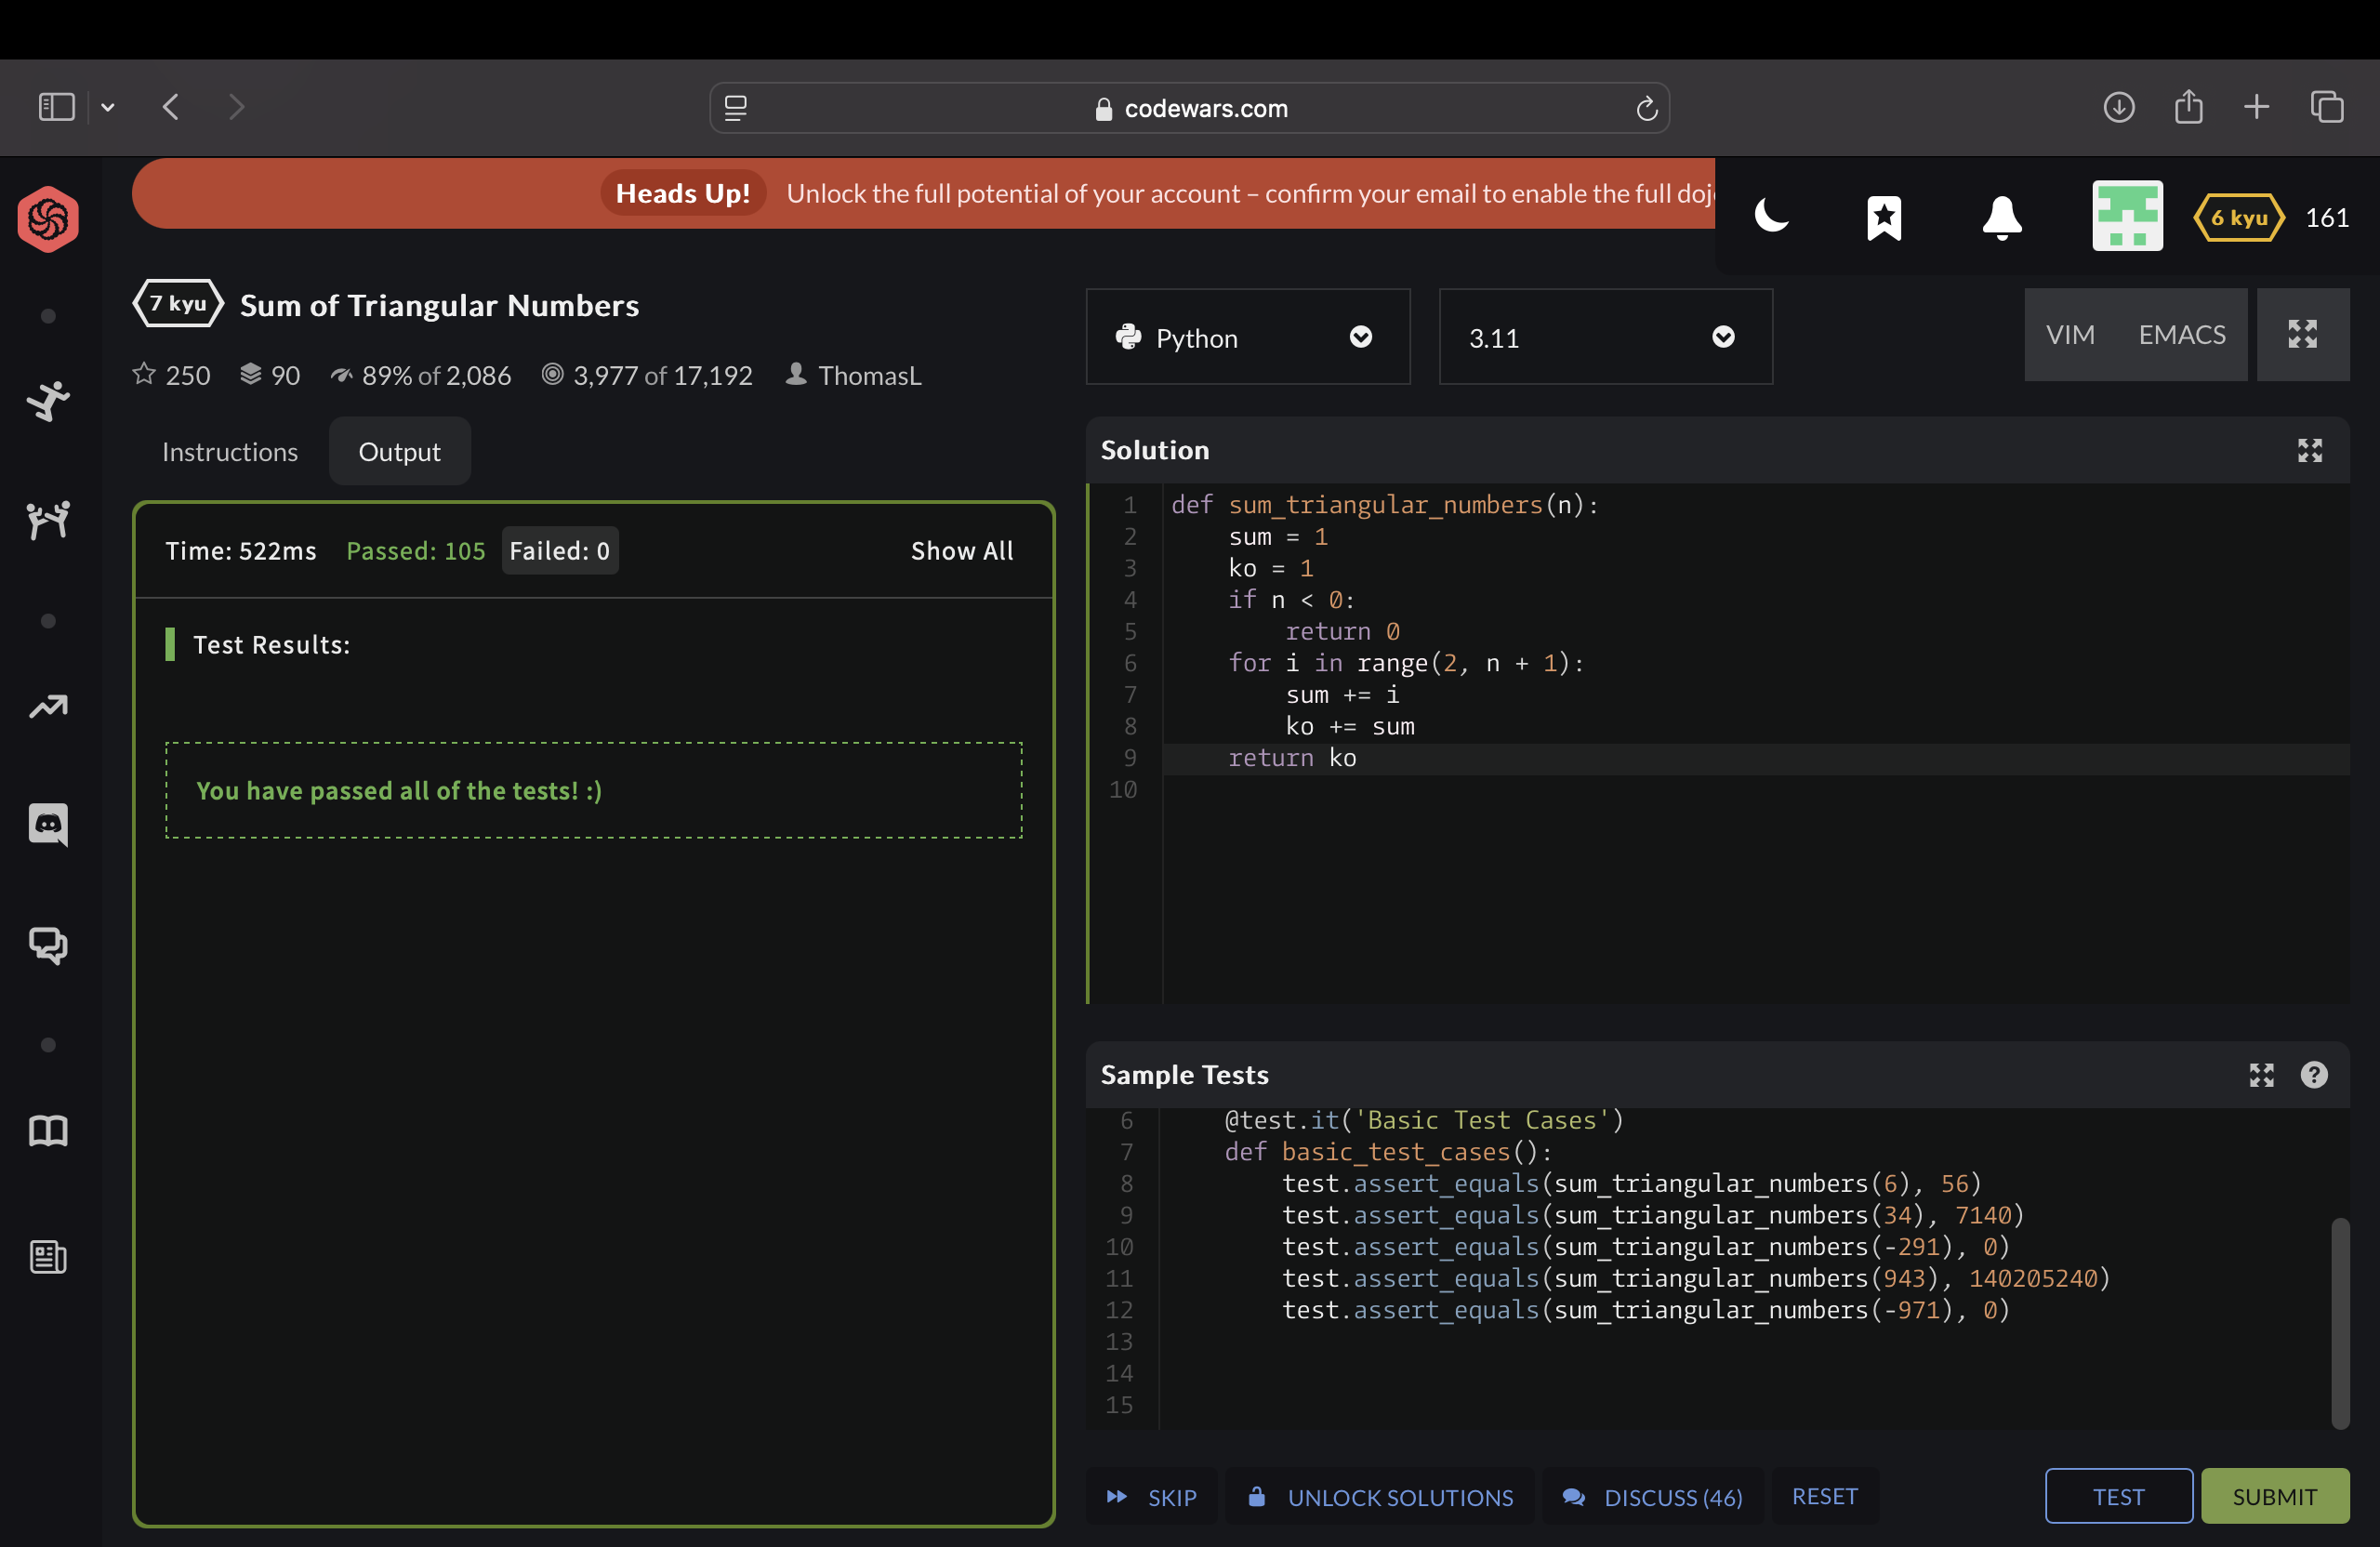 codewars.com
Heads Up! Unlock the full potential of your account – confirm your email to enable the full doj
6 kyu 161
7 kyu Sum of Triangular Numbers
250 90 89% of 2,086 3,977 of 17,192 ThomasL
Instructions Output
Time: 522ms Passed: 105 Failed: 0 Show All
Test Results:
You have passed all of the tests! :)
Python 3.11 VIM EMACS
Solution
1 def sum_triangular_numbers(n):
2 sum = 1
3 ko = 1
4 if n < 0:
5 return 0
6 for i in range(2, n + 1):
7 sum += i
8 ko += sum
9 return ko
10
Sample Tests
6 @test.it('Basic Test Cases')
7 def basic_test_cases():
8 test.assert_equals(sum_triangular_numbers(6), 56)
9 test.assert_equals(sum_triangular_numbers(34), 7140)
10 test.assert_equals(sum_triangular_numbers(-291), 0)
11 test.assert_equals(sum_triangular_numbers(943), 140205240)
12 test.assert_equals(sum_triangular_numbers(-971), 0)
13
14
15
SKIP UNLOCK SOLUTIONS DISCUSS (46) RESET TEST SUBMIT